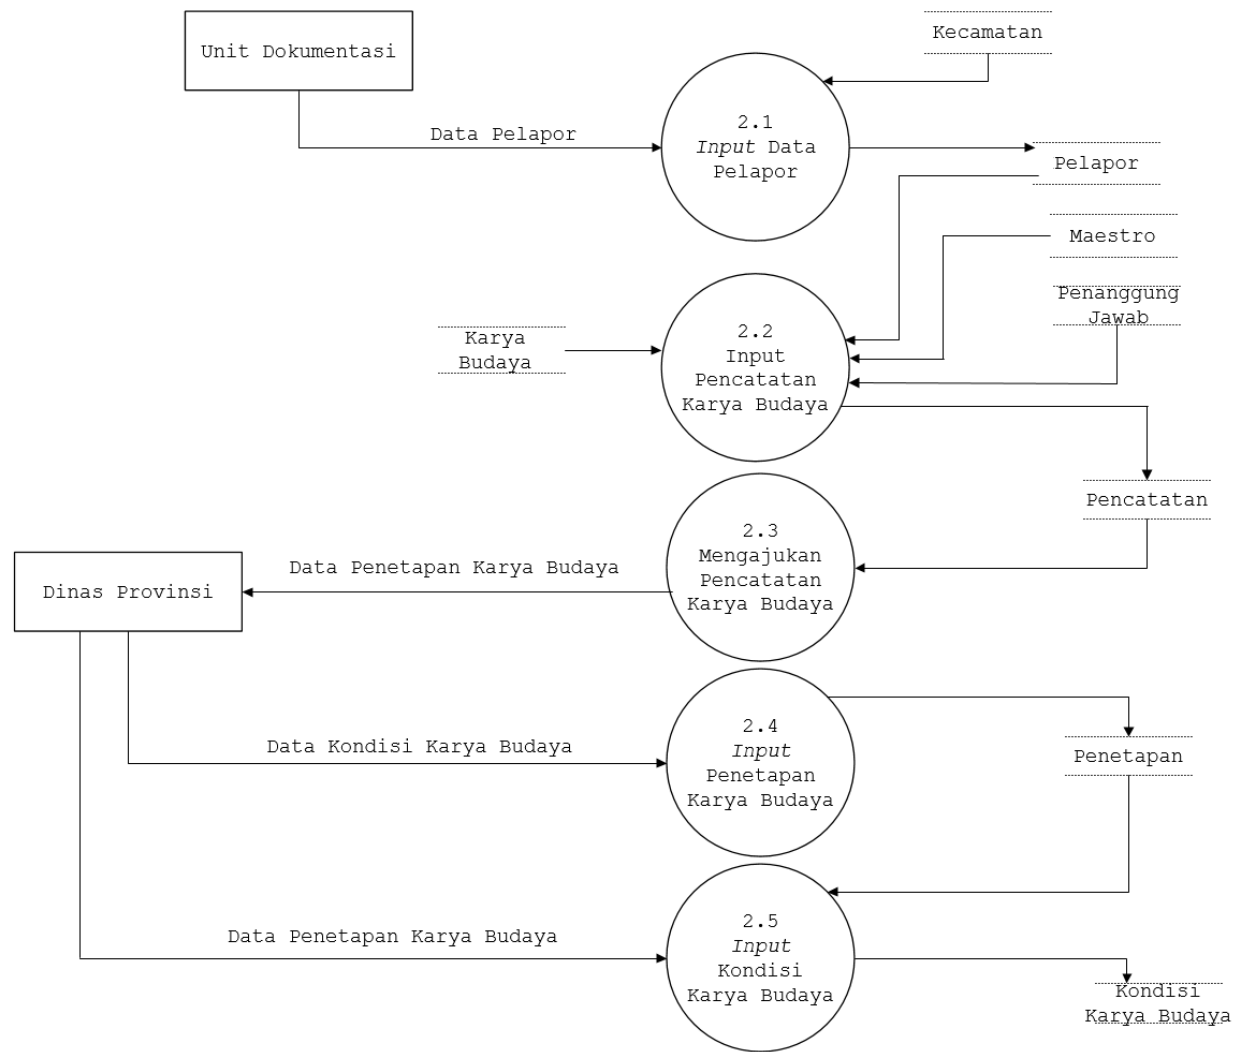 Unit Dokumentasi
Kecamatan
Data Pelapor
2.1
Input Data
Pelapor
Pelapor
Maestro
Penanggung
Jawab
Karya
Budaya
2.2
Input
Pencatatan
Karya Budaya
Pencatatan
2.3
Mengajukan
Pencatatan
Karya Budaya
Data Penetapan Karya Budaya
Dinas Provinsi
2.4
Input
Penetapan
Karya Budaya
Data Kondisi Karya Budaya
Penetapan
2.5
Input
Kondisi
Karya Budaya
Data Penetapan Karya Budaya
Kondisi
Karya Budaya